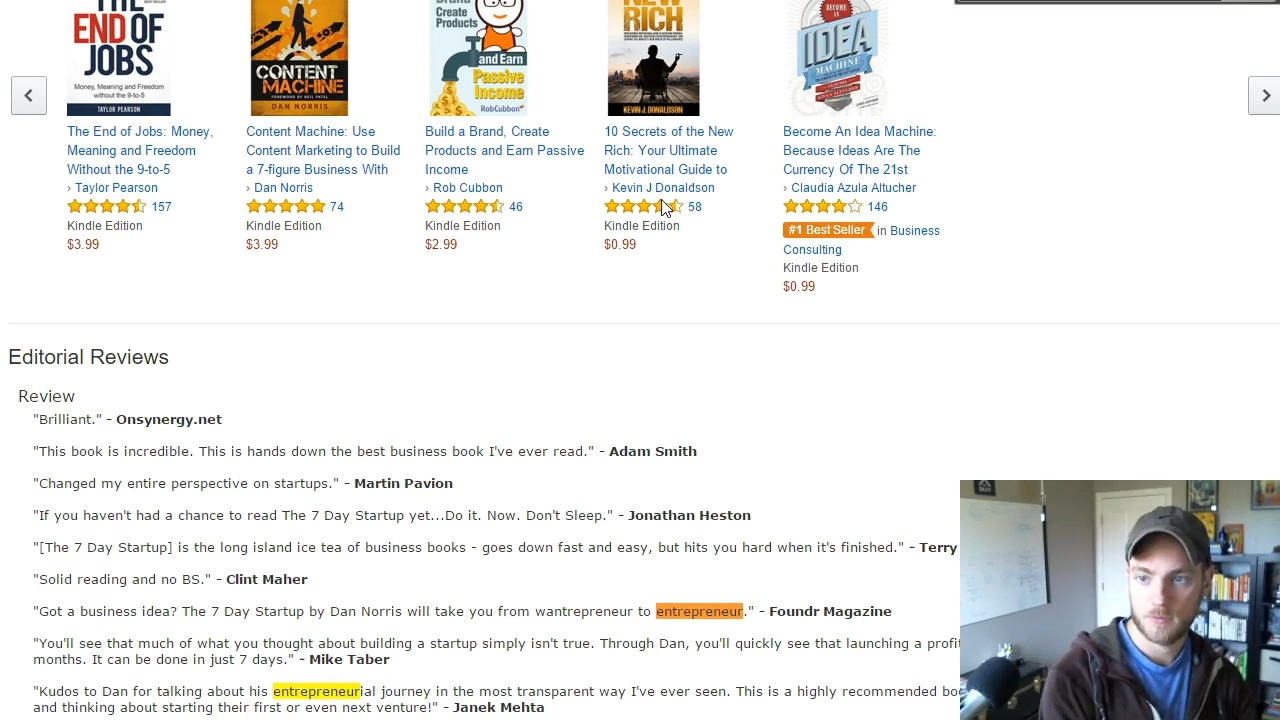 THE
END
OF
JOBS
Money, Meaning and Freedom
Without the 9-to-5
TAYLOR PEARSON
CONTENT
MACHINE
FOREWORD BY NEIL PATEL
DAN NORRIS
Brand
Create
Products
and Earn
Passive
Income
RobCubbon
NEW
RICH
KEVIN J. DONALDSON
BECOME
AN
IDEA
MACHINE
The End of Jobs: Money,
Meaning and Freedom
Without the 9-to-5
› Taylor Pearson
157
Kindle Edition
$3.99
Content Machine: Use
Content Marketing to Build
a 7-figure Business With
› Dan Norris
74
Kindle Edition
$3.99
Build a Brand, Create
Products and Earn Passive
Income
› Rob Cubbon
46
Kindle Edition
$2.99
10 Secrets of the New
Rich: Your Ultimate
Motivational Guide to
› Kevin J Donaldson
58
Kindle Edition
$0.99
Become An Idea Machine:
Because Ideas Are The
Currency Of The 21st
› Claudia Azula Altucher
146
#1 Best Seller in Business
Consulting
Kindle Edition
$0.99
Editorial Reviews
Review
"Brilliant." - Onsynergy.net
"This book is incredible. This is hands down the best business book I've ever read." - Adam Smith
"Changed my entire perspective on startups." - Martin Pavion
"If you haven't had a chance to read The 7 Day Startup yet...Do it. Now. Don't Sleep." - Jonathan Heston
"[The 7 Day Startup] is the long island ice tea of business books - goes down fast and easy, but hits you hard when it's finished." - Terry
"Solid reading and no BS." - Clint Maher
"Got a business idea? The 7 Day Startup by Dan Norris will take you from wantrepreneur to entrepreneur." - Foundr Magazine
"You'll see that much of what you thought about building a startup simply isn't true. Through Dan, you'll quickly see that launching a profit
months. It can be done in just 7 days." - Mike Taber
"Kudos to Dan for talking about his entrepreneurial journey in the most transparent way I've ever seen. This is a highly recommended bo
and thinking about starting their first or even next venture!" - Janek Mehta